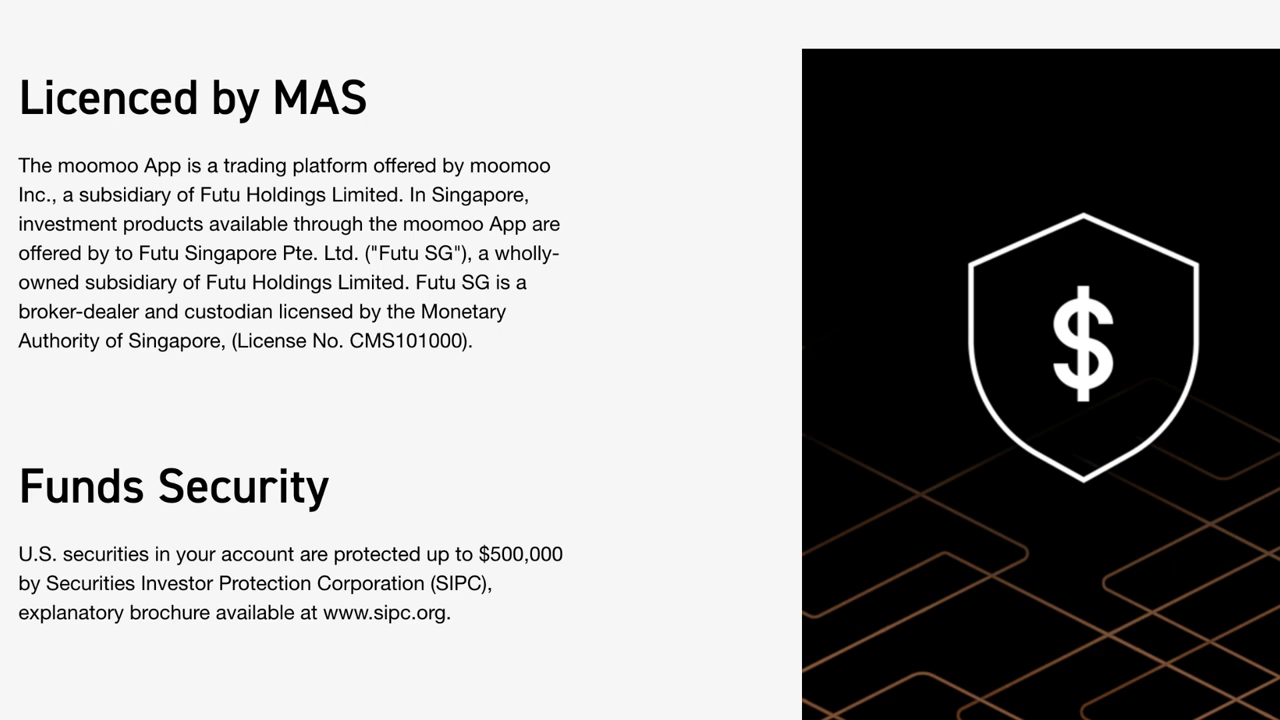 Licenced by MAS
The moomoo App is a trading platform offered by moomoo
Inc., a subsidiary of Futu Holdings Limited. In Singapore,
investment products available through the moomoo App are
offered by to Futu Singapore Pte. Ltd. ("Futu SG"), a wholly-
owned subsidiary of Futu Holdings Limited. Futu SG is a
broker-dealer and custodian licensed by the Monetary
Authority of Singapore, (License No. CMS101000).
Funds Security
U.S. securities in your account are protected up to $500,000
by Securities Investor Protection Corporation (SIPC),
explanatory brochure available at www.sipc.org.
$